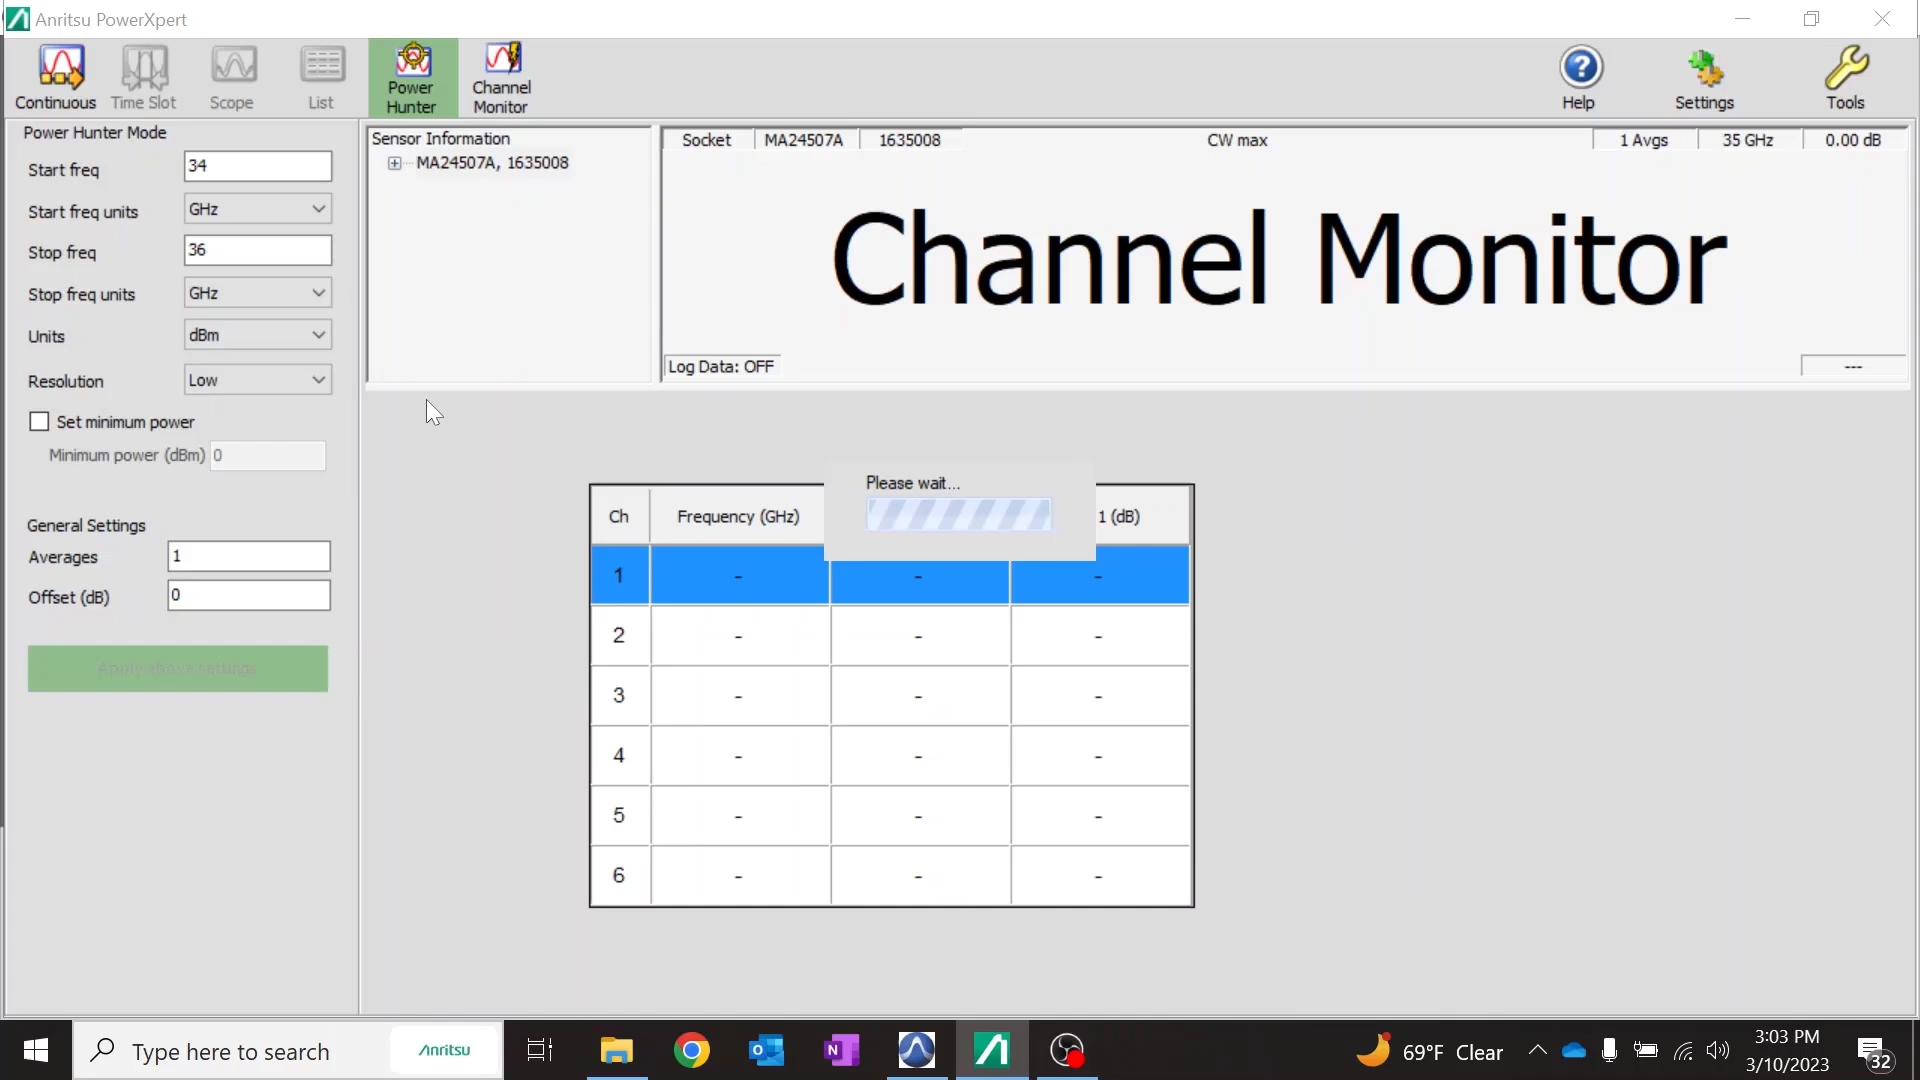 Anritsu PowerXpert
Continuous
Time Slot
Scope
List
Power
Hunter
Channel
Monitor
Help
Settings
Tools
Power Hunter Mode
Start freq
34
Start freq units
GHz
Stop freq
36
Stop freq units
GHz
Units
dBm
Resolution
Low
Set minimum power
Minimum power (dBm) 0
General Settings
Averages
1
Offset (dB)
0
Apply above settings
Sensor Information
MA24507A, 1635008
Socket MA24507A 1635008 CW max 1 Avgs 35 GHz 0.00 dB
Channel Monitor
Log Data: OFF ---
Please wait...
Ch Frequency (GHz) 1 (dB)
1 - - -
2 - - -
3 - - -
4 - - -
5 - - -
6 - - -
Type here to search
Anritsu
N
69°F Clear
3:03 PM
3/10/2023
32